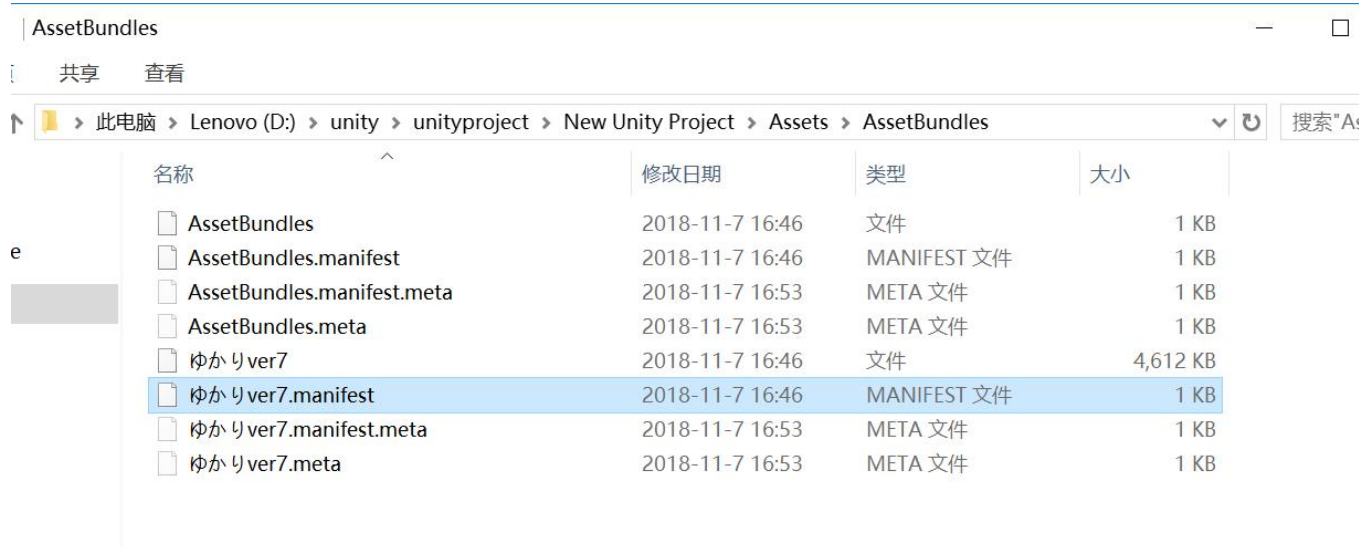 AssetBundles
共享 查看
此电脑 > Lenovo (D:) > unity > unityproject > New Unity Project > Assets > AssetBundles 搜索"As
名称 修改日期 类型 大小
AssetBundles 2018-11-7 16:46 文件 1 KB
e
AssetBundles.manifest 2018-11-7 16:46 MANIFEST 文件 1 KB
AssetBundles.manifest.meta 2018-11-7 16:53 META 文件 1 KB
AssetBundles.meta 2018-11-7 16:53 META 文件 1 KB
ゆかりver7 2018-11-7 16:46 文件 4,612 KB
ゆかりver7.manifest 2018-11-7 16:46 MANIFEST 文件 1 KB
ゆかりver7.manifest.meta 2018-11-7 16:53 META 文件 1 KB
ゆかりver7.meta 2018-11-7 16:53 META 文件 1 KB